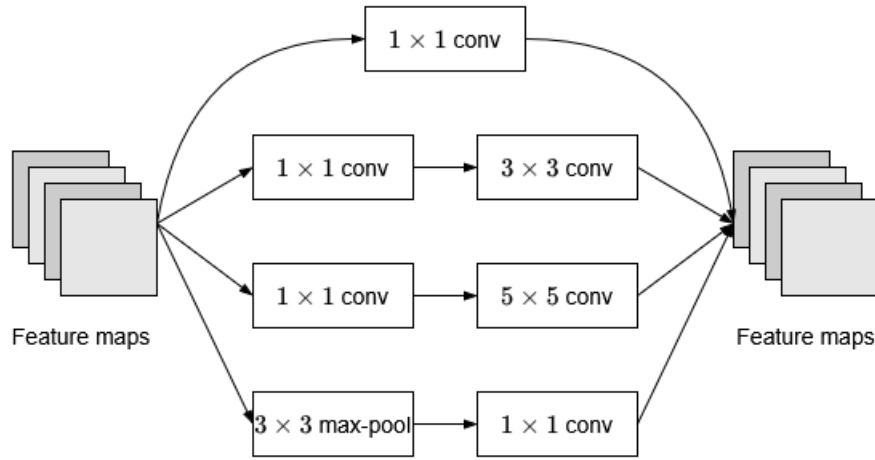 1 × 1 conv
1 × 1 conv
3 × 3 conv
1 × 1 conv
5 × 5 conv
Feature maps
Feature maps
3 × 3 max-pool
1 × 1 conv